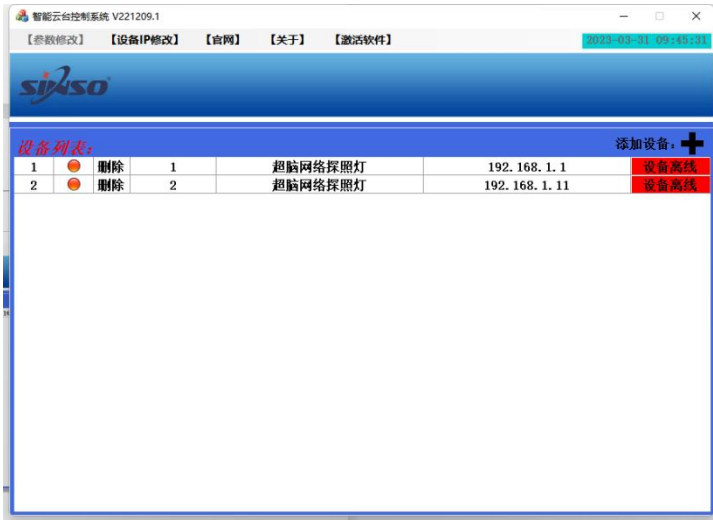 智能云台控制系统 V221209.1
【参数修改】 【设备IP修改】 【官网】 【关于】 【激活软件】 2023-03-31 09:45:31
设备列表: 添加设备:
1 删除 1 超脑网络探照灯 192.168.1.1 设备离线
2 删除 2 超脑网络探照灯 192.168.1.11 设备离线